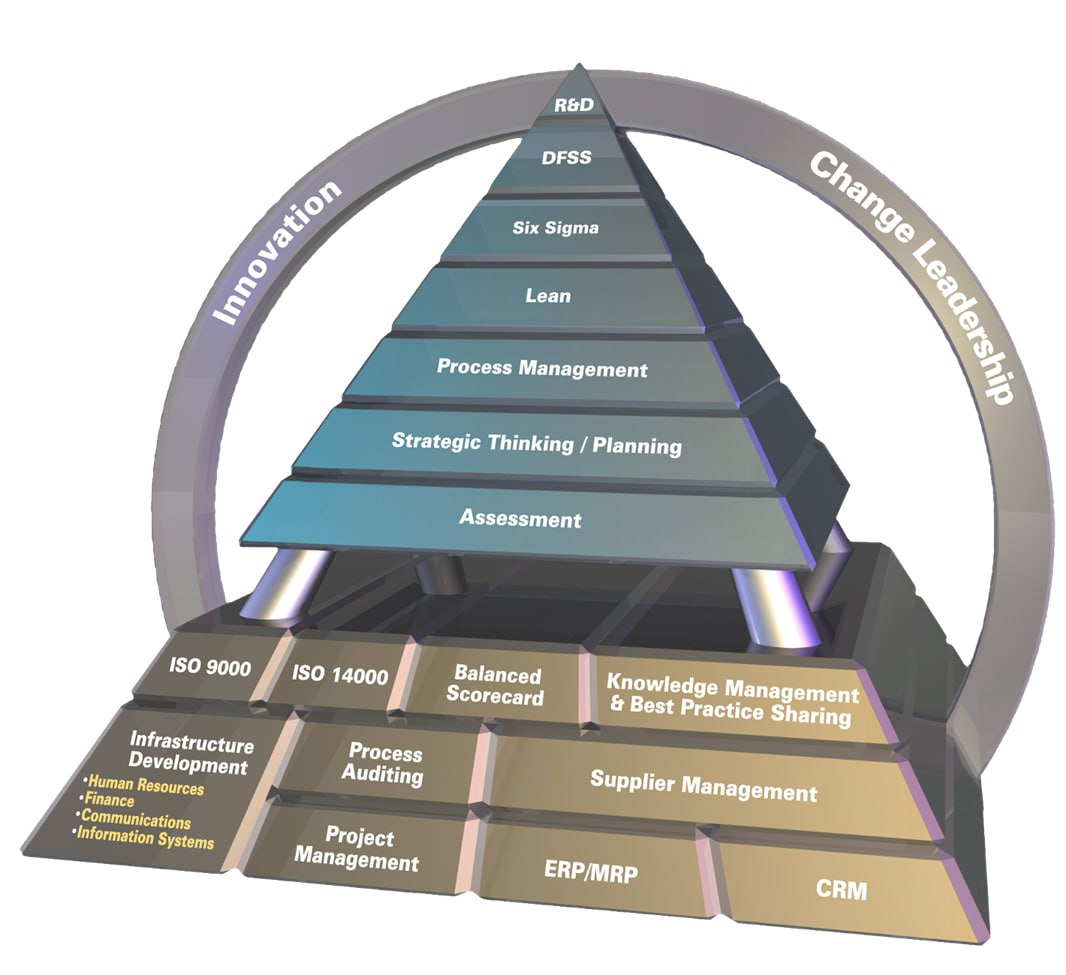 R&D
DFSS
Innovation
Change Leadership
Six Sigma
Lean
Process Management
Strategic Thinking / Planning
Assessment
ISO 9000
ISO 14000
Balanced
Scorecard
Knowledge Management
& Best Practice Sharing
Infrastructure
Development
•Human Resources
•Finance
•Communications
•Information Systems
Process
Auditing
Supplier Management
Project
Management
ERP/MRP
CRM